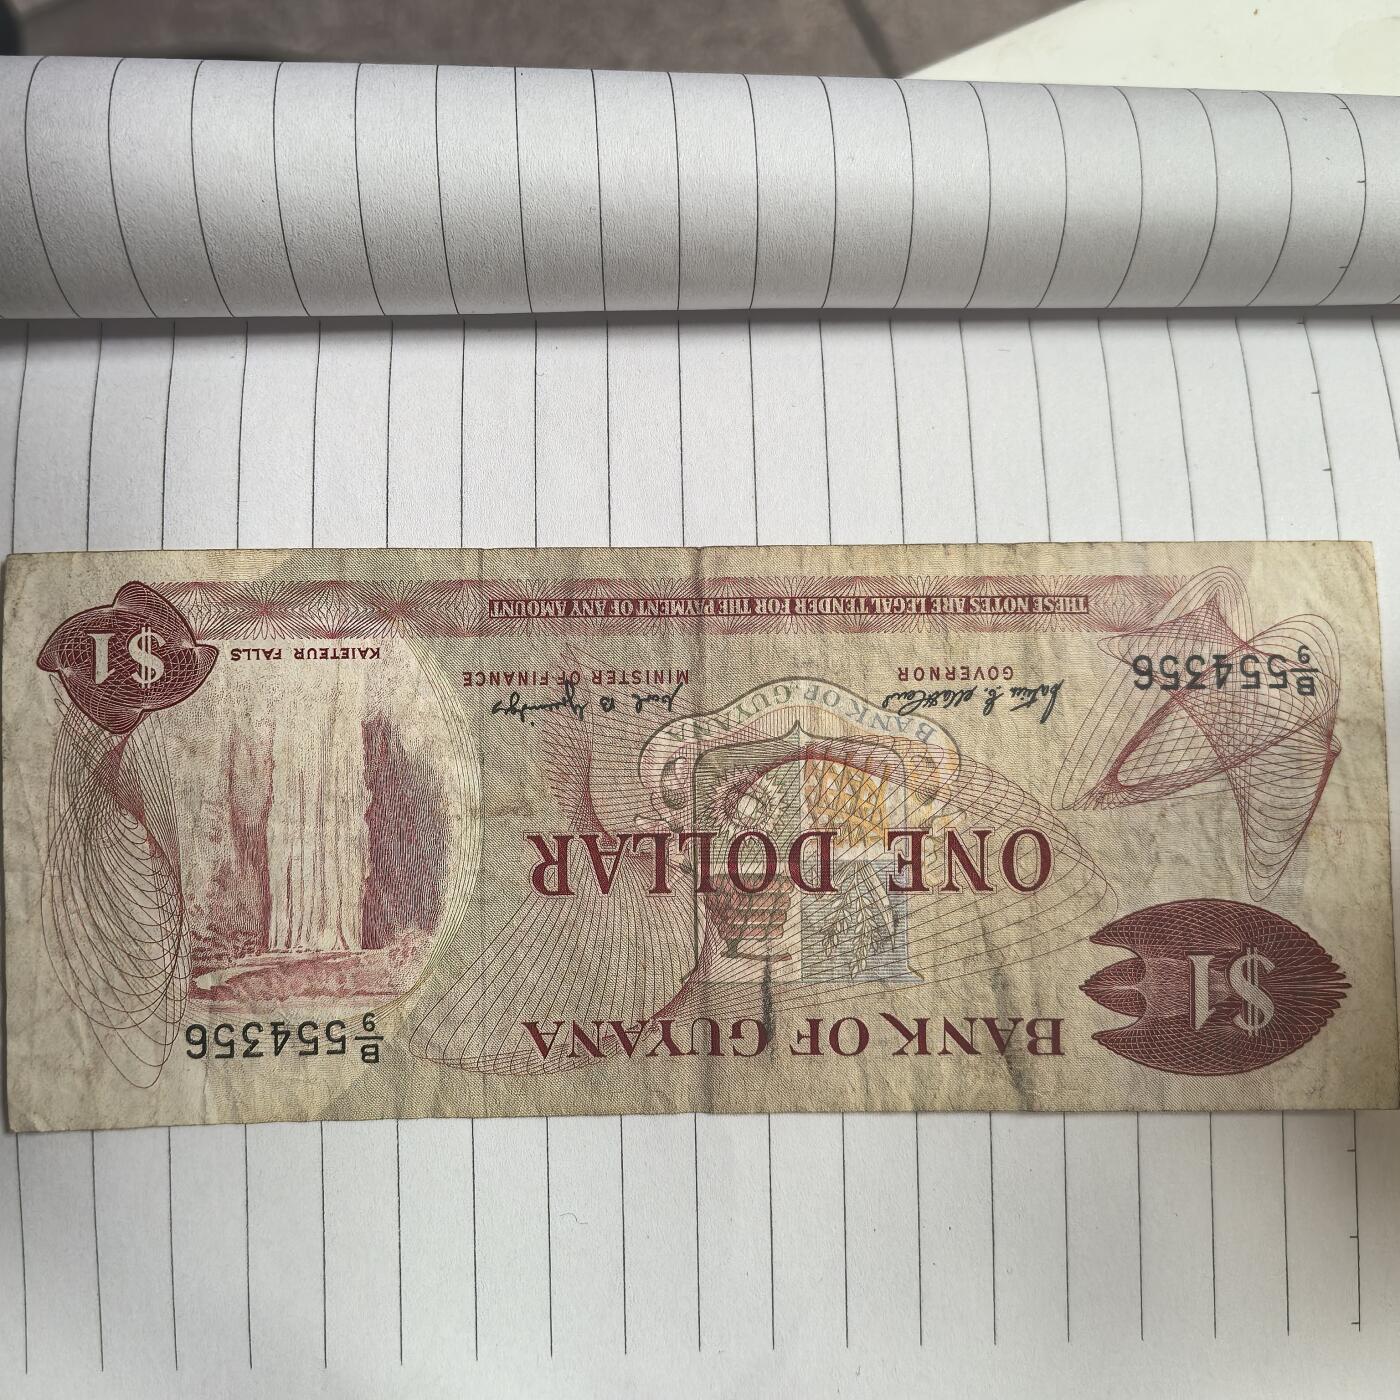 BANK OF GUYANA
B/9 554356
$1
ONE DOLLAR
BANK OF GUYANA
B/9 554356
GOVERNOR
MINISTER OF FINANCE
KAIETEUR FALLS
$1
THESE NOTES ARE LEGAL TENDER FOR THE PAYMENT OF ANY AMOUNT